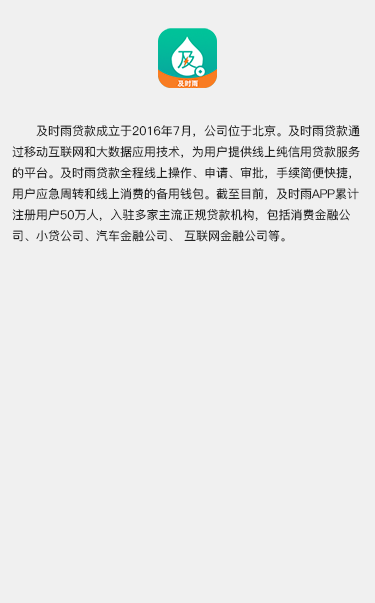 及
及时雨
及时雨贷款成立于2016年7月，公司位于北京。及时雨贷款通
过移动互联网和大数据应用技术，为用户提供线上纯信用贷款服务
的平台。及时雨贷款全程线上操作、申请、审批，手续简便快捷，
用户应急周转和线上消费的备用钱包。截至目前，及时雨APP累计
注册用户50万人，入驻多家主流正规贷款机构，包括消费金融公
司、小贷公司、汽车金融公司、 互联网金融公司等。